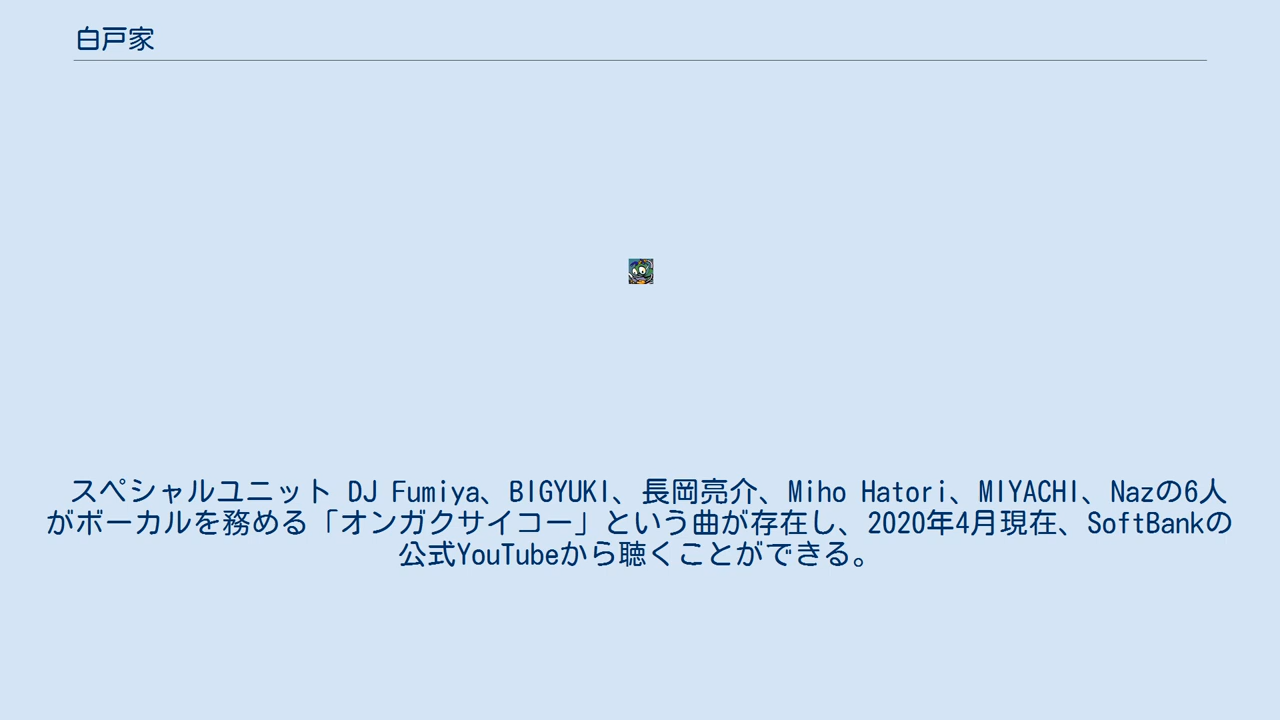 白戸家
スペシャルユニット DJ Fumiya、BIGYUKI、長岡亮介、Miho Hatori、MIYACHI、Nazの6人
がボーカルを務める「オンガクサイコー」という曲が存在し、2020年4月現在、SoftBankの
公式YouTubeから聴くことができる。